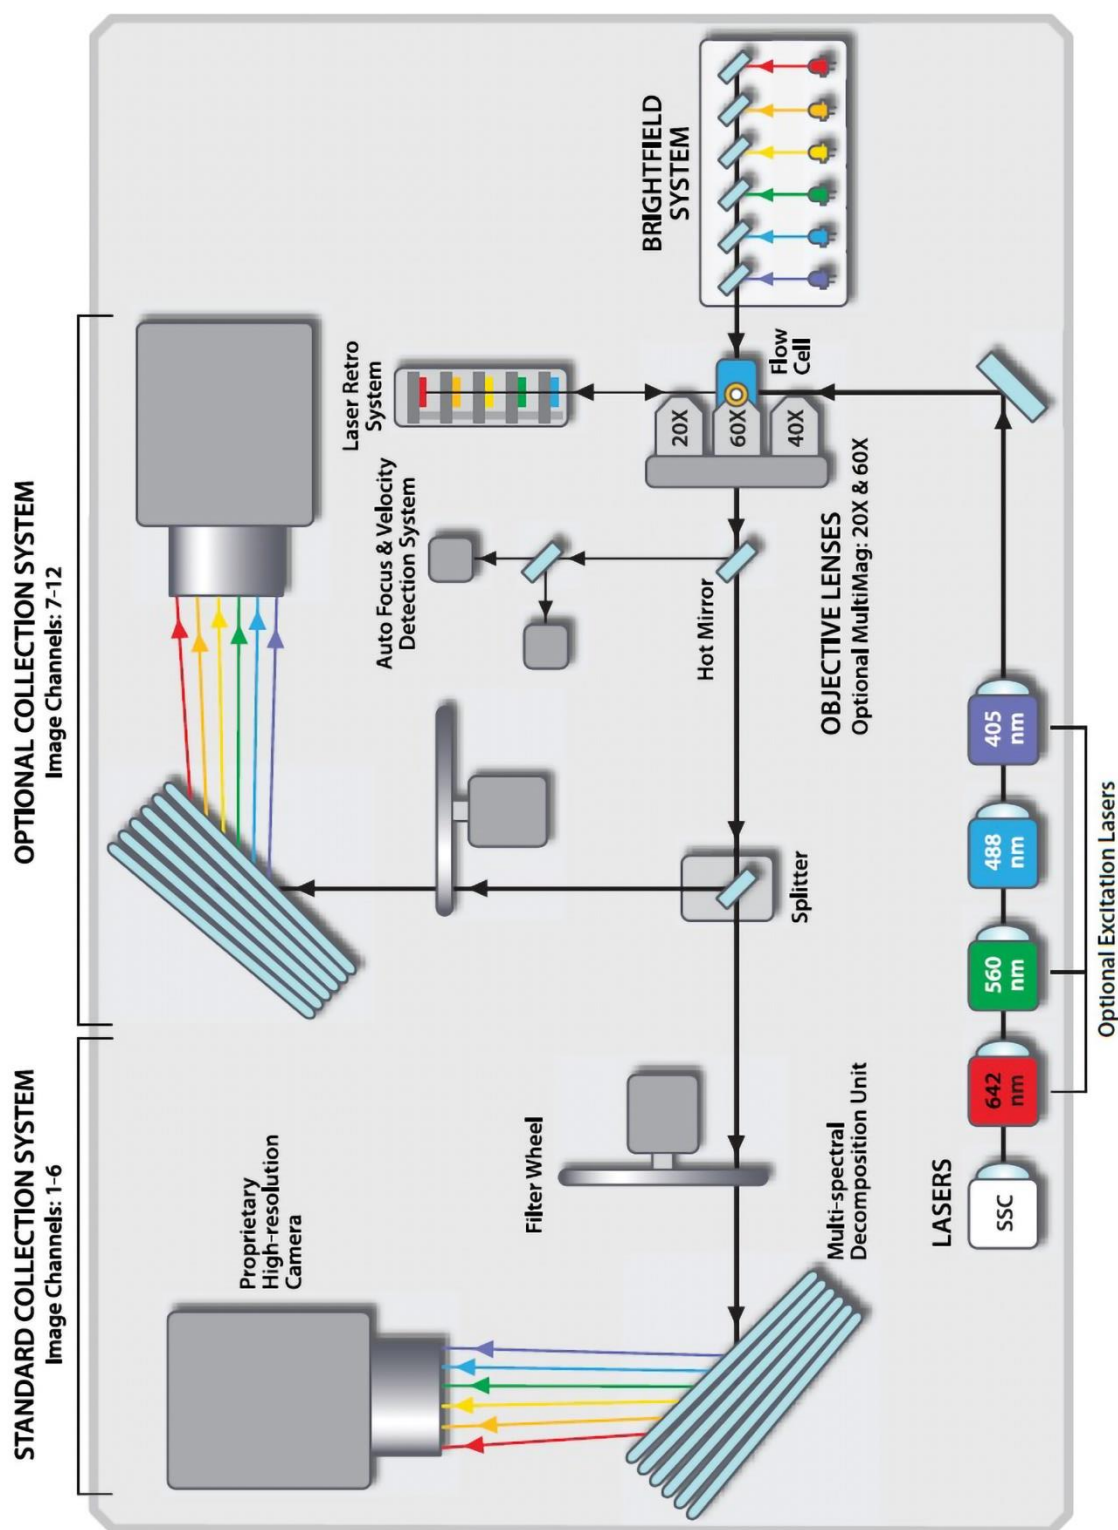 STANDARD COLLECTION SYSTEM
Image Channels: 1-6
OPTIONAL COLLECTION SYSTEM
Image Channels: 7-12
Proprietary
High-resolution
Camera
Laser Retro
System
Auto Focus & Velocity
Detection System
BRIGHTFIELD
SYSTEM
Filter Wheel
Hot Mirror
20X
60X
40X
Flow
Cell
Splitter
OBJECTIVE LENSES
Optional MultiMag: 20X & 60X
Multi-spectral
Decomposition Unit
LASERS
SSC
642
nm
560
nm
488
nm
405
nm
Optional Excitation Lasers